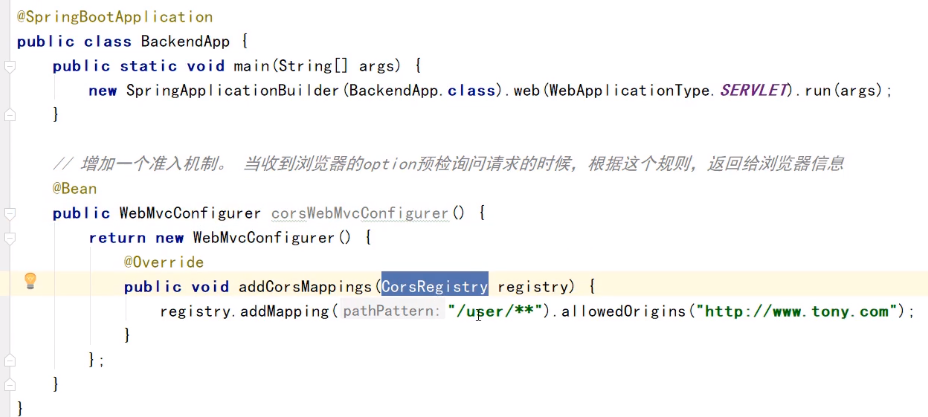 @SpringBootApplication
public class BackendApp {
public static void main(String[] args) {
new SpringApplicationBuilder(BackendApp.class).web(WebApplicationType.SERVLET).run(args);
}
// 增加一个准入机制。 当收到浏览器的option预检询问请求的时候，根据这个规则，返回给浏览器信息
@Bean
public WebMvcConfigurer corsWebMvcConfigurer() {
return new WebMvcConfigurer() {
@Override
public void addCorsMappings(CorsRegistry registry) {
registry.addMapping( pathPattern: "/user/**").allowedOrigins("http://www.tony.com");
}
};
}
}